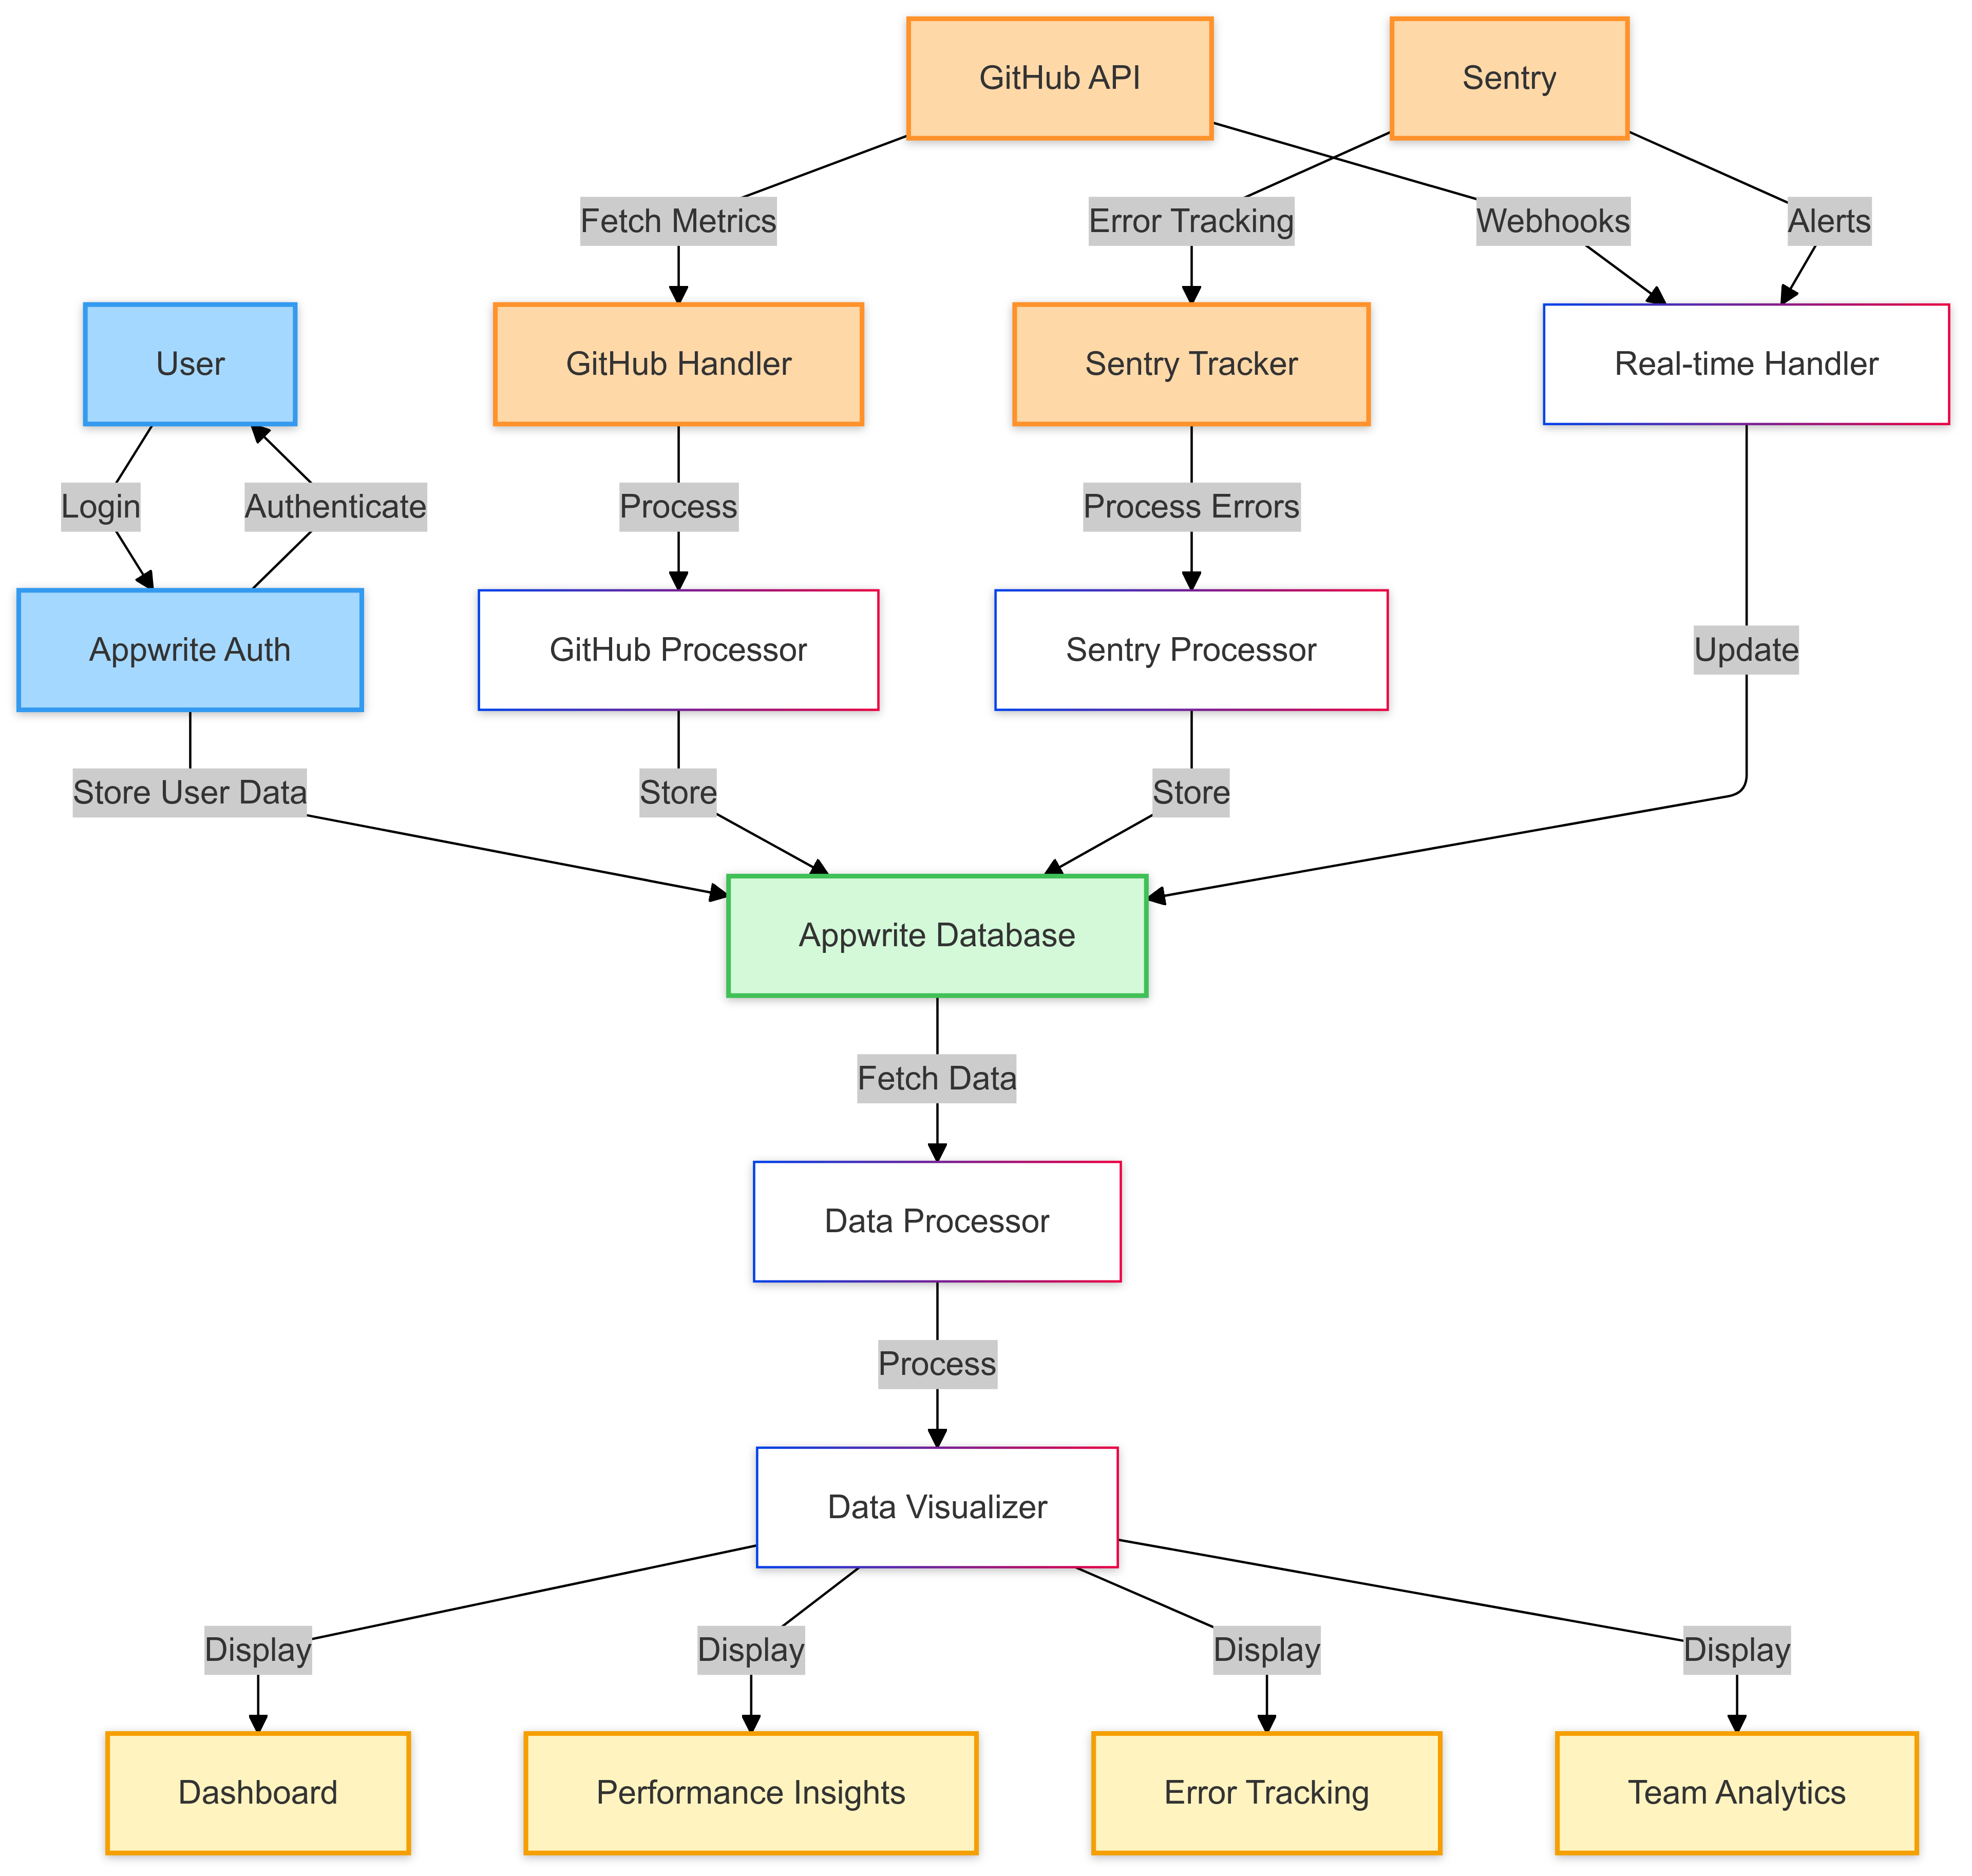 GitHub API
Sentry
Fetch Metrics
Error Tracking
Webhooks
Alerts
User
GitHub Handler
Sentry Tracker
Real-time Handler
Login
Authenticate
Process
Process Errors
Appwrite Auth
GitHub Processor
Sentry Processor
Update
Store User Data
Store
Store
Appwrite Database
Fetch Data
Data Processor
Process
Data Visualizer
Display
Display
Display
Display
Dashboard
Performance Insights
Error Tracking
Team Analytics